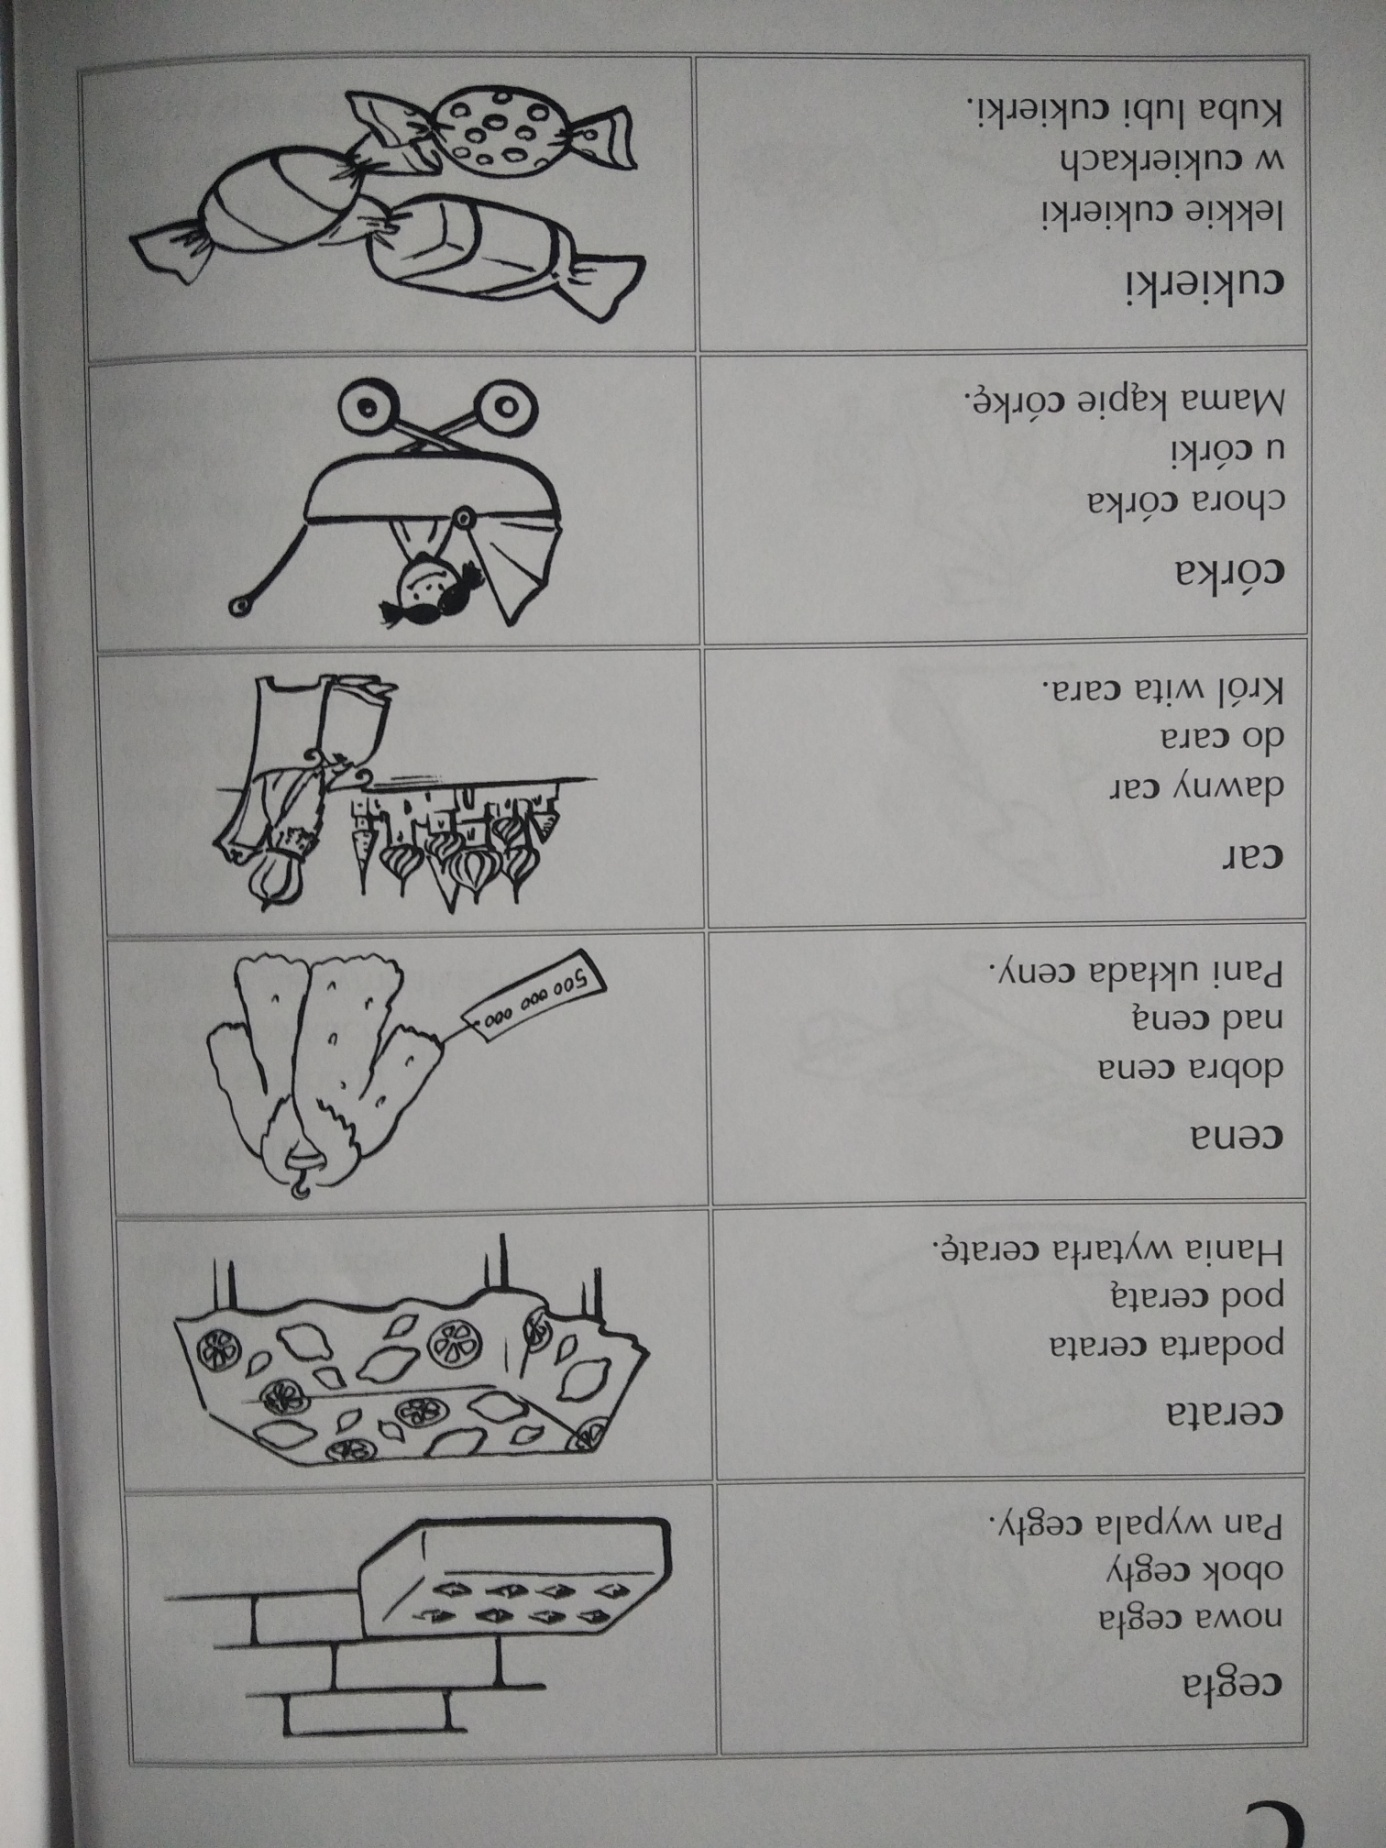 C
cegła
nowa cegła
obok cegły
Pan wypala cegły.
cerata
podarta cerata
pod ceratą
Hania wytarła ceratę.
cena
dobra cena
nad ceną
Pani układa ceny.
500 000 000
car
dawny car
do cara
Król wita cara.
córka
chora córka
u córki
Mama kąpie córkę.
cukierki
lekkie cukierki
w cukierkach
Kuba lubi cukierki.